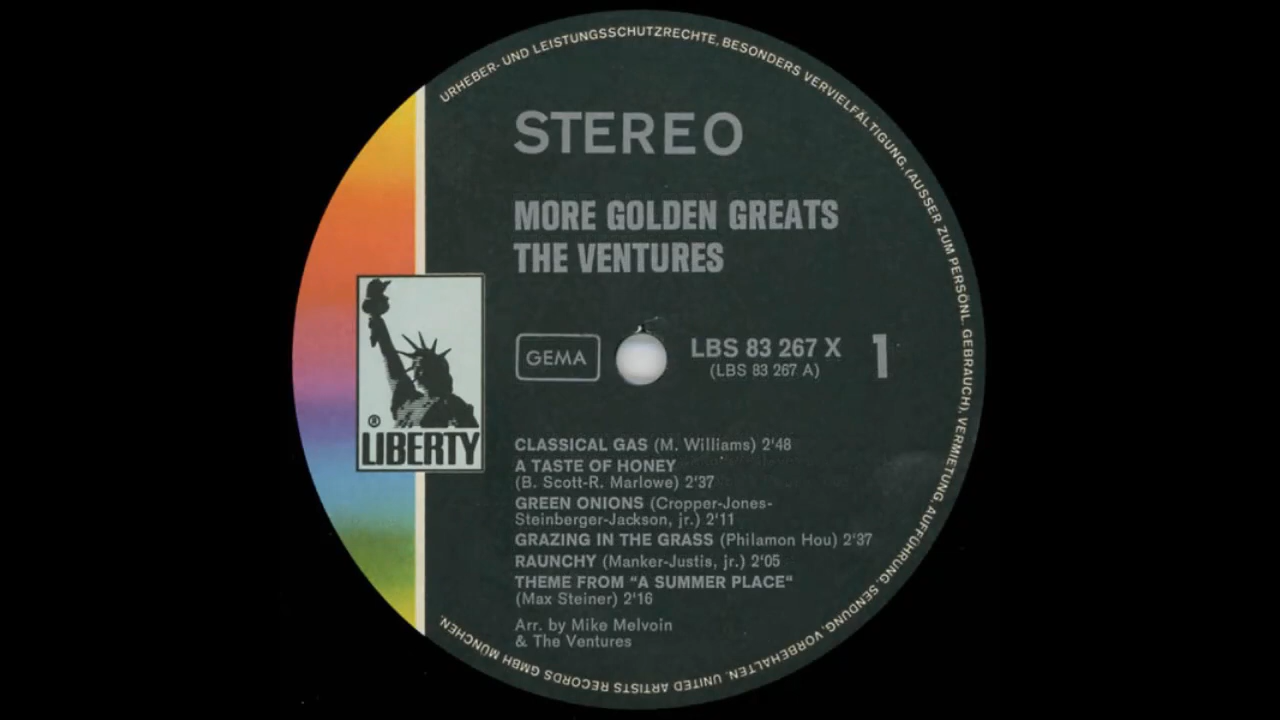 URHEBER- UND LEISTUNGSSCHUTZRECHTE, BESONDERS VERVIELFÄLTIGUNG, (AUSSER ZUM PERSÖNL. GEBRAUCH), VERMIETUNG, AUFFÜHRUNG, SENDUNG, VORBEHALTEN. UNITED ARTISTS RECORDS GMBH MÜNCHEN.
STEREO
MORE GOLDEN GREATS
THE VENTURES
GEMA
LBS 83 267 X
(LBS 83 267 A)
1
®
LIBERTY
CLASSICAL GAS (M. Williams) 2'48
A TASTE OF HONEY
(B. Scott-R. Marlowe) 2'37
GREEN ONIONS (Cropper-Jones-
Steinberger-Jackson, jr.) 2'11
GRAZING IN THE GRASS (Philamon Hou) 2'37
RAUNCHY (Manker-Justis, jr.) 2'05
THEME FROM "A SUMMER PLACE"
(Max Steiner) 2'16
Arr. by Mike Melvoin
& The Ventures